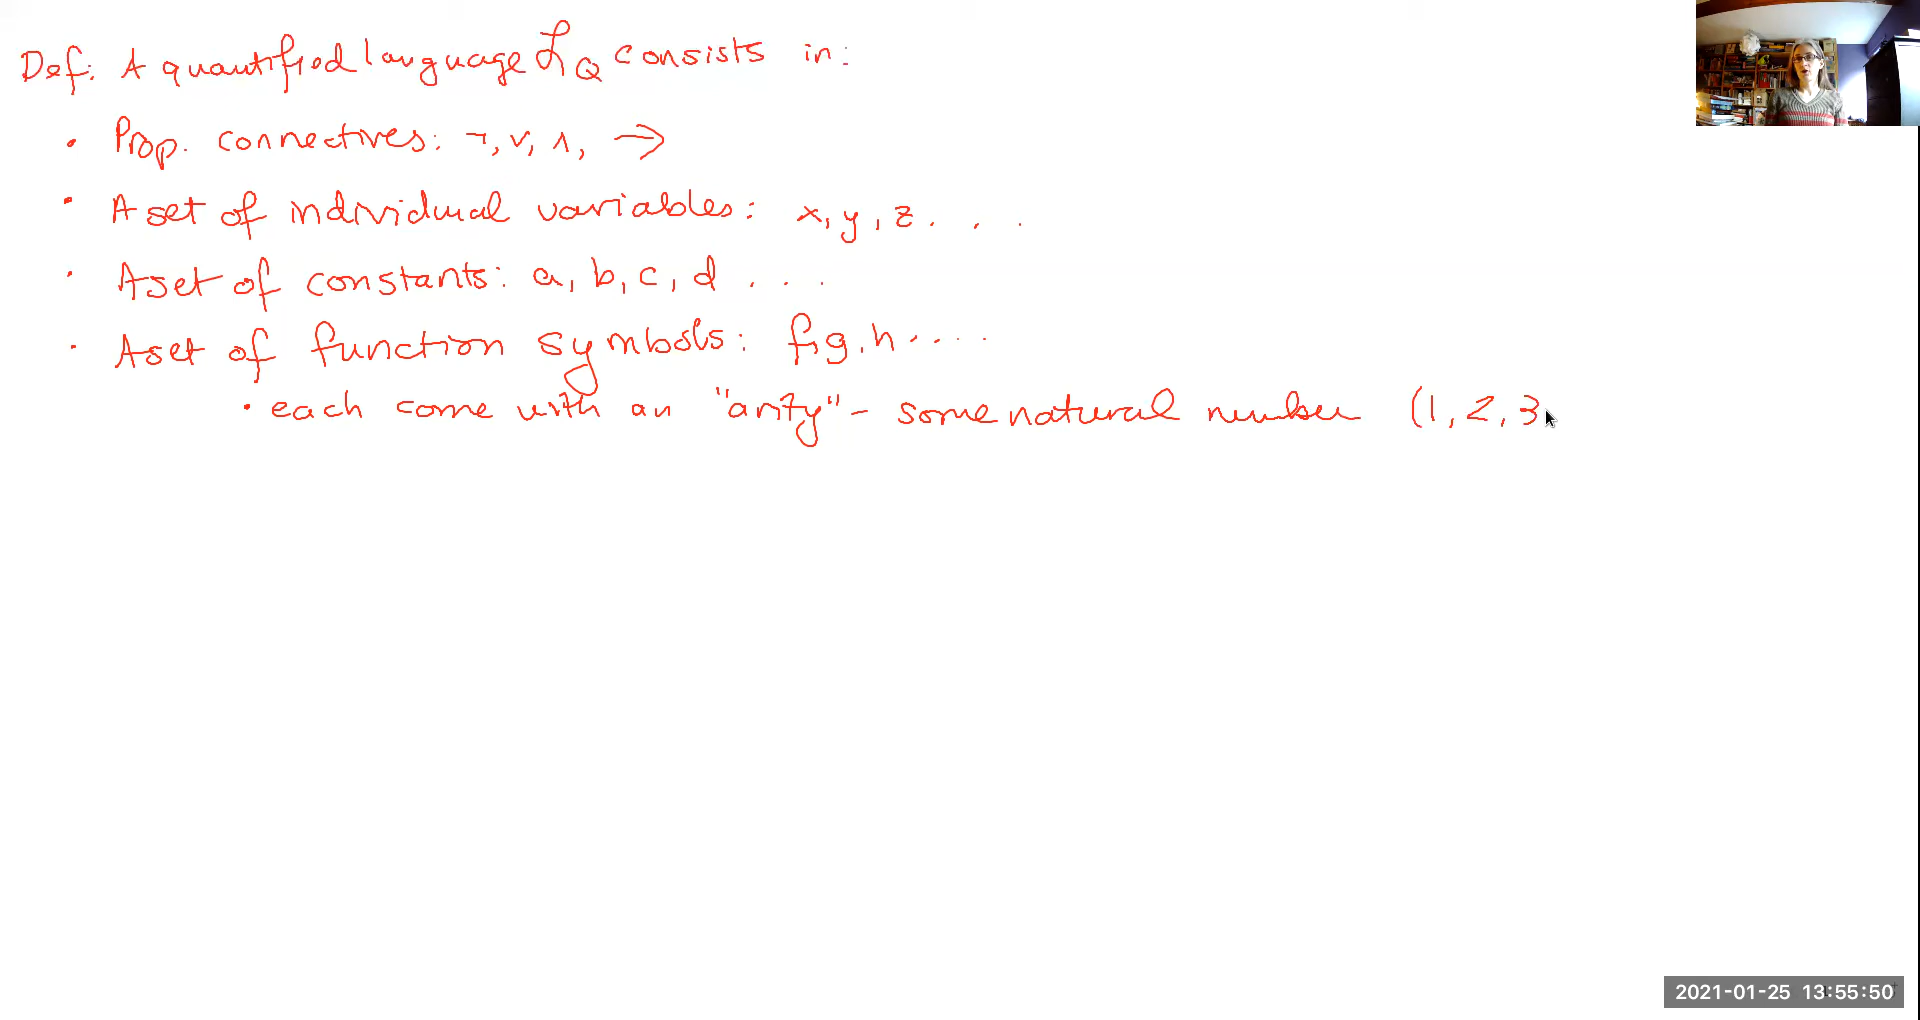 Def: A quantified language ℒQ consists in:
• Prop. connectives: ¬, ∨, ∧, →
• A set of individual variables: x, y, z . . .
• A set of constants: a, b, c, d . . .
• A set of function symbols: f, g, h . . . .
• each come with an "arity" – some natural number (1, 2, 3
2021-01-25 13:55:50